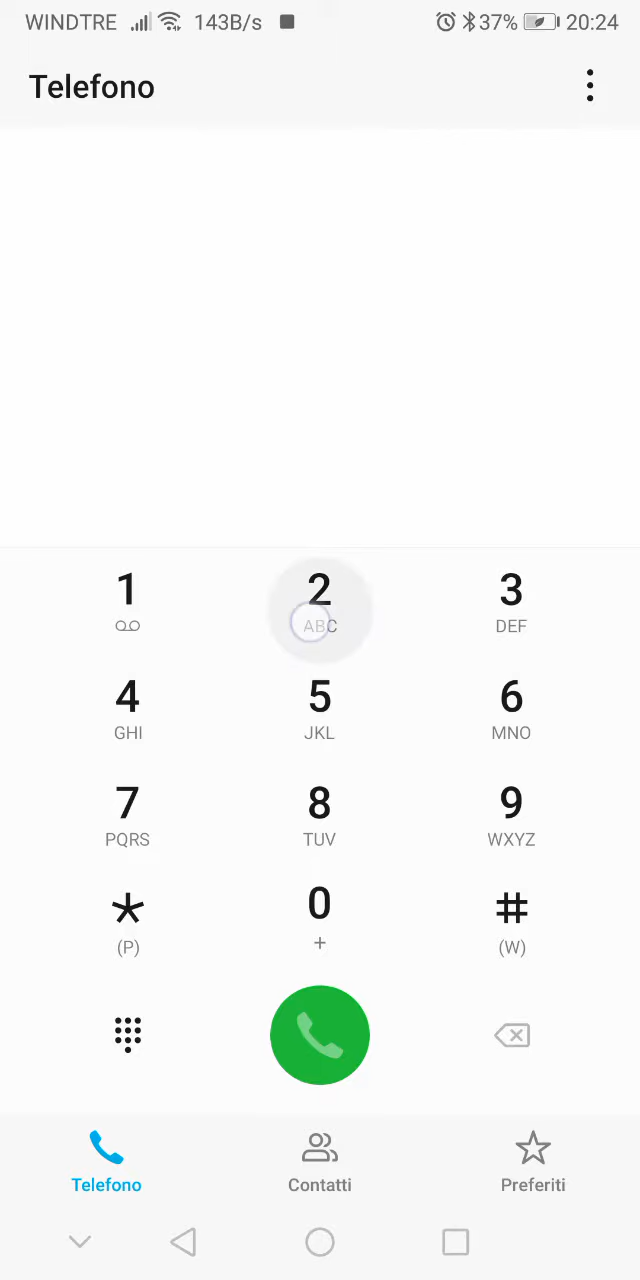 WINDTRE 143B/s 37% 20:24
Telefono
1 2 3
ABC DEF
4 5 6
GHI JKL MNO
7 8 9
PQRS TUV WXYZ
* 0 #
(P) + (W)
Telefono Contatti Preferiti